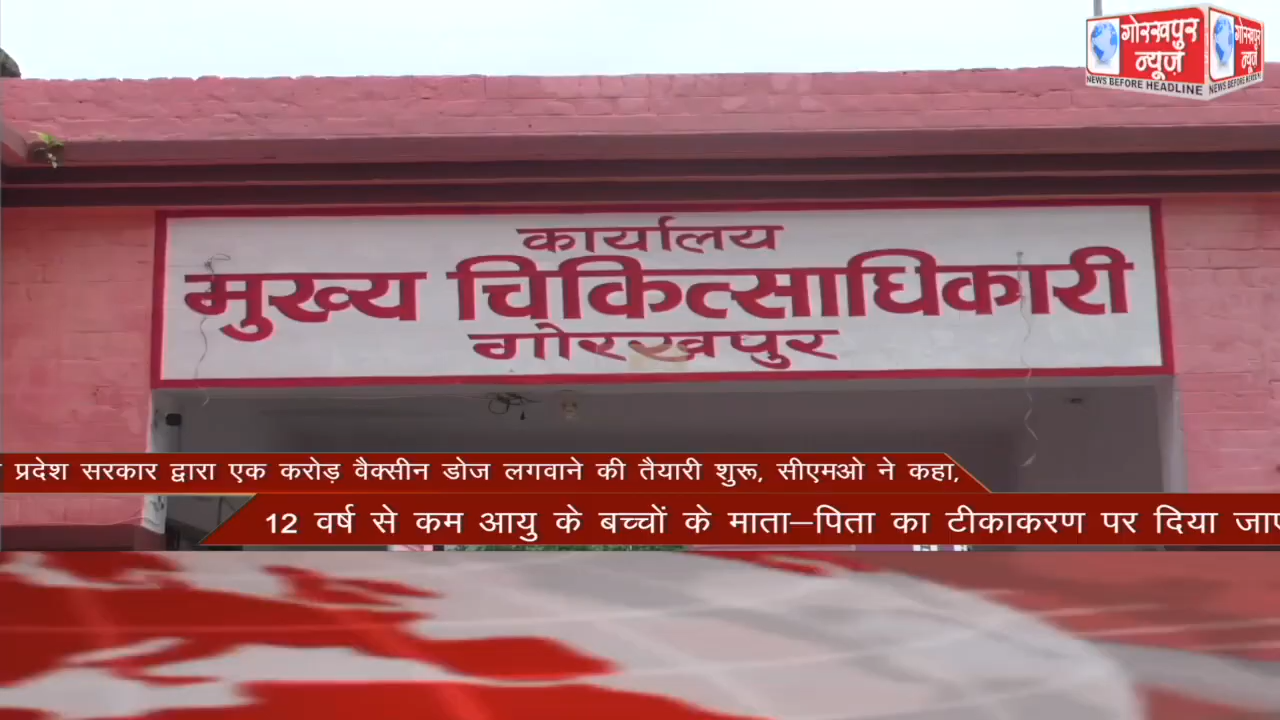 गोरखपुर
न्यूज़
NEWS BEFORE HEADLINE
गोरखपुर
न्यूज़
NEWS BEFORE
कार्यालय
मुख्य चिकित्साधिकारी
गोरखपुर
प्रदेश सरकार द्वारा एक करोड़ वैक्सीन डोज लगवाने की तैयारी शुरू, सीएमओ ने कहा,
12 वर्ष से कम आयु के बच्चों के माता–पिता का टीकाकरण पर दिया